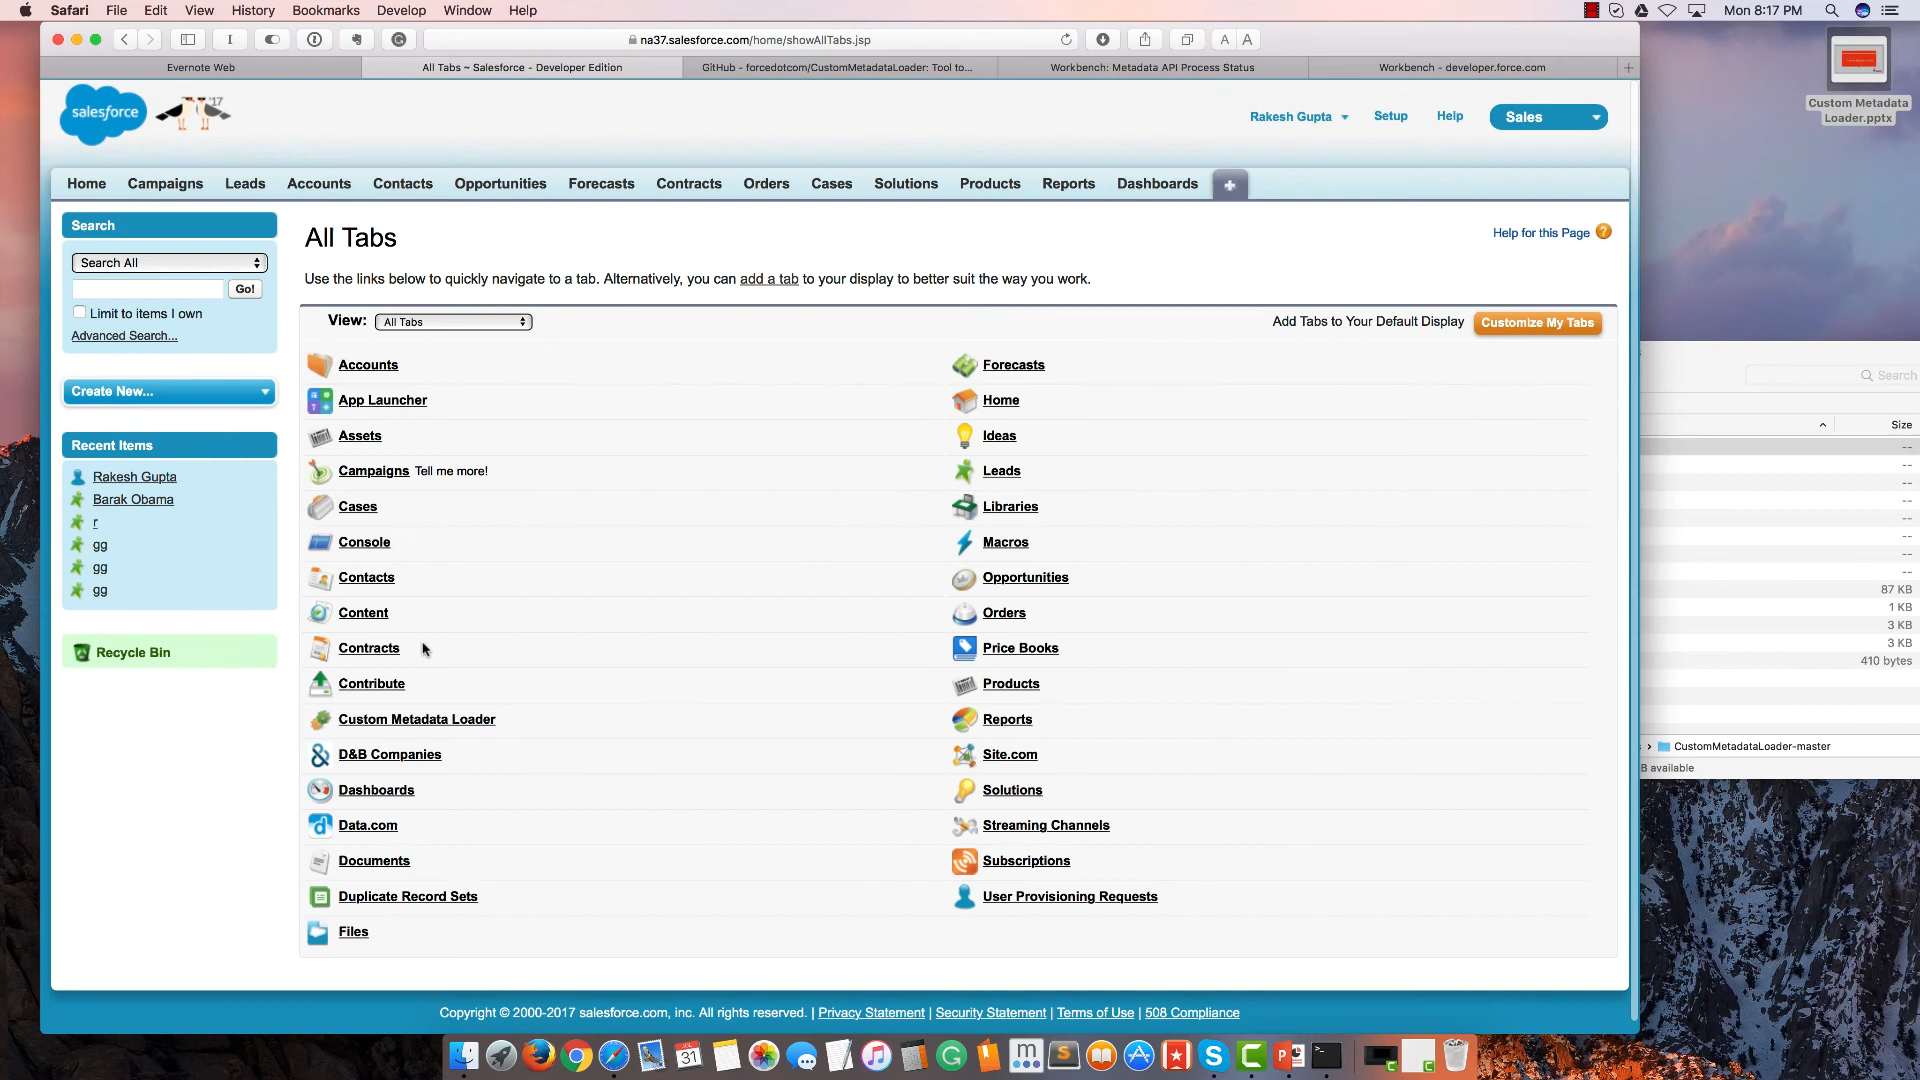 Safari File Edit View History Bookmarks Develop Window Help
Mon 8:17 PM
na37.salesforce.com/home/showAllTabs.jsp
A A
Evernote Web
All Tabs ~ Salesforce - Developer Edition
GitHub - forcedotcom/CustomMetadataLoader: Tool to...
Workbench: Metadata API Process Status
Workbench - developer.force.com
salesforce
'17
Rakesh Gupta
Setup
Help
Sales
Home Campaigns Leads Accounts Contacts Opportunities Forecasts Contracts Orders Cases Solutions Products Reports Dashboards +
Search
Search All
Go!
Limit to items I own
Advanced Search...
Create New...
Recent Items
Rakesh Gupta
Barak Obama
r
gg
gg
gg
Recycle Bin
All Tabs
Help for this Page ?
Use the links below to quickly navigate to a tab. Alternatively, you can add a tab to your display to better suit the way you work.
View: All Tabs
Add Tabs to Your Default Display Customize My Tabs
Accounts
App Launcher
Assets
Campaigns Tell me more!
Cases
Console
Contacts
Content
Contracts
Contribute
Custom Metadata Loader
D&B Companies
Dashboards
Data.com
Documents
Duplicate Record Sets
Files
Forecasts
Home
Ideas
Leads
Libraries
Macros
Opportunities
Orders
Price Books
Products
Reports
Site.com
Solutions
Streaming Channels
Subscriptions
User Provisioning Requests
Copyright © 2000-2017 salesforce.com, inc. All rights reserved. | Privacy Statement | Security Statement | Terms of Use | 508 Compliance
Custom Metadata
Loader.pptx
Search
Size
--
--
--
--
--
--
--
--
87 KB
1 KB
3 KB
3 KB
410 bytes
CustomMetadataLoader-master
B available
JUL
31